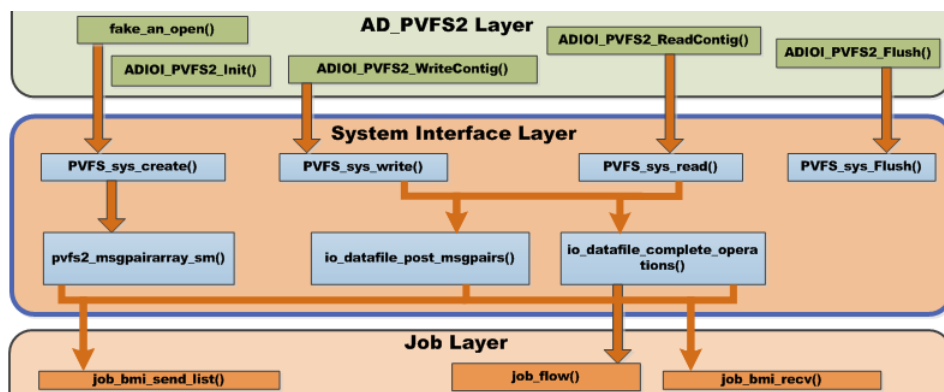 fake_an_open()
AD_PVFS2 Layer
ADIOI_PVFS2_ReadContig()
ADIOI_PVFS2_Flush()
ADIOI_PVFS2_Init()
ADIOI_PVFS2_WriteContig()
System Interface Layer
PVFS_sys_create()
PVFS_sys_write()
PVFS_sys_read()
PVFS_sys_Flush()
pvfs2_msgpairarray_sm()
io_datafile_post_msgpairs()
io_datafile_complete_opera
tions()
Job Layer
job_bmi_send_list()
job_flow()
job_bmi_recv()